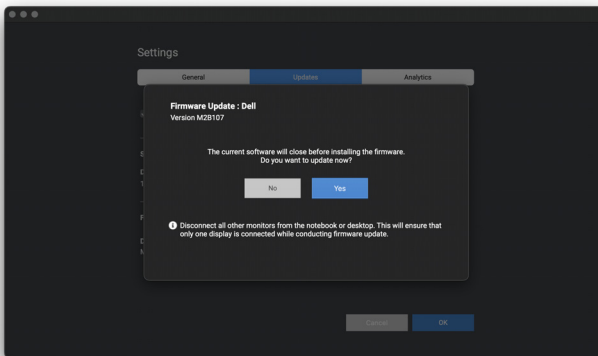 Settings
General
Updates
Analytics
Firmware Update : Dell
Version M2B107
The current software will close before installing the firmware.
Do you want to update now?
No
Yes
Disconnect all other monitors from the notebook or desktop. This will ensure that
only one display is connected while conducting firmware update.
Cancel
OK